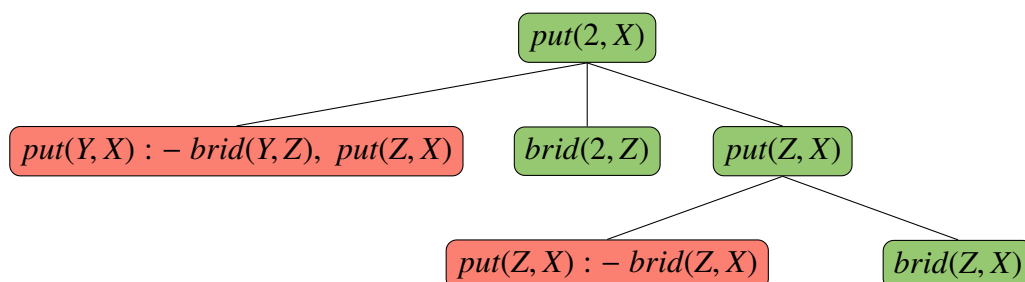 put(2, X)
put(Y, X) : − brid(Y, Z), put(Z, X)
brid(2, Z)
put(Z, X)
put(Z, X) : − brid(Z, X)
brid(Z, X)